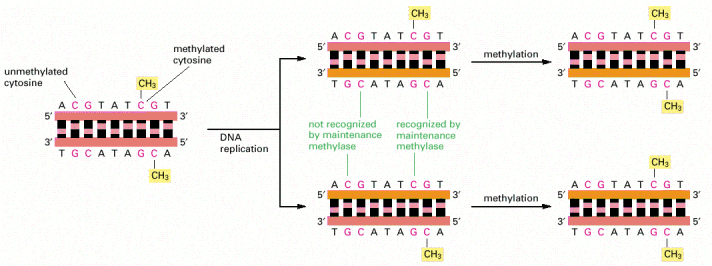 unmethylated
cytosine
methylated
cytosine
CH3
A C G T A T C G T
5′ 3′
3′ 5′
T G C A T A G C A
CH3
DNA
replication
CH3
A C G T A T C G T
5′ 3′
3′ 5′
T G C A T A G C A
not recognized
by maintenance
methylase
recognized by
maintenance
methylase
A C G T A T C G T
5′ 3′
3′ 5′
T G C A T A G C A
CH3
methylation
CH3
A C G T A T C G T
5′ 3′
3′ 5′
T G C A T A G C A
CH3
methylation
CH3
A C G T A T C G T
5′ 3′
3′ 5′
T G C A T A G C A
CH3